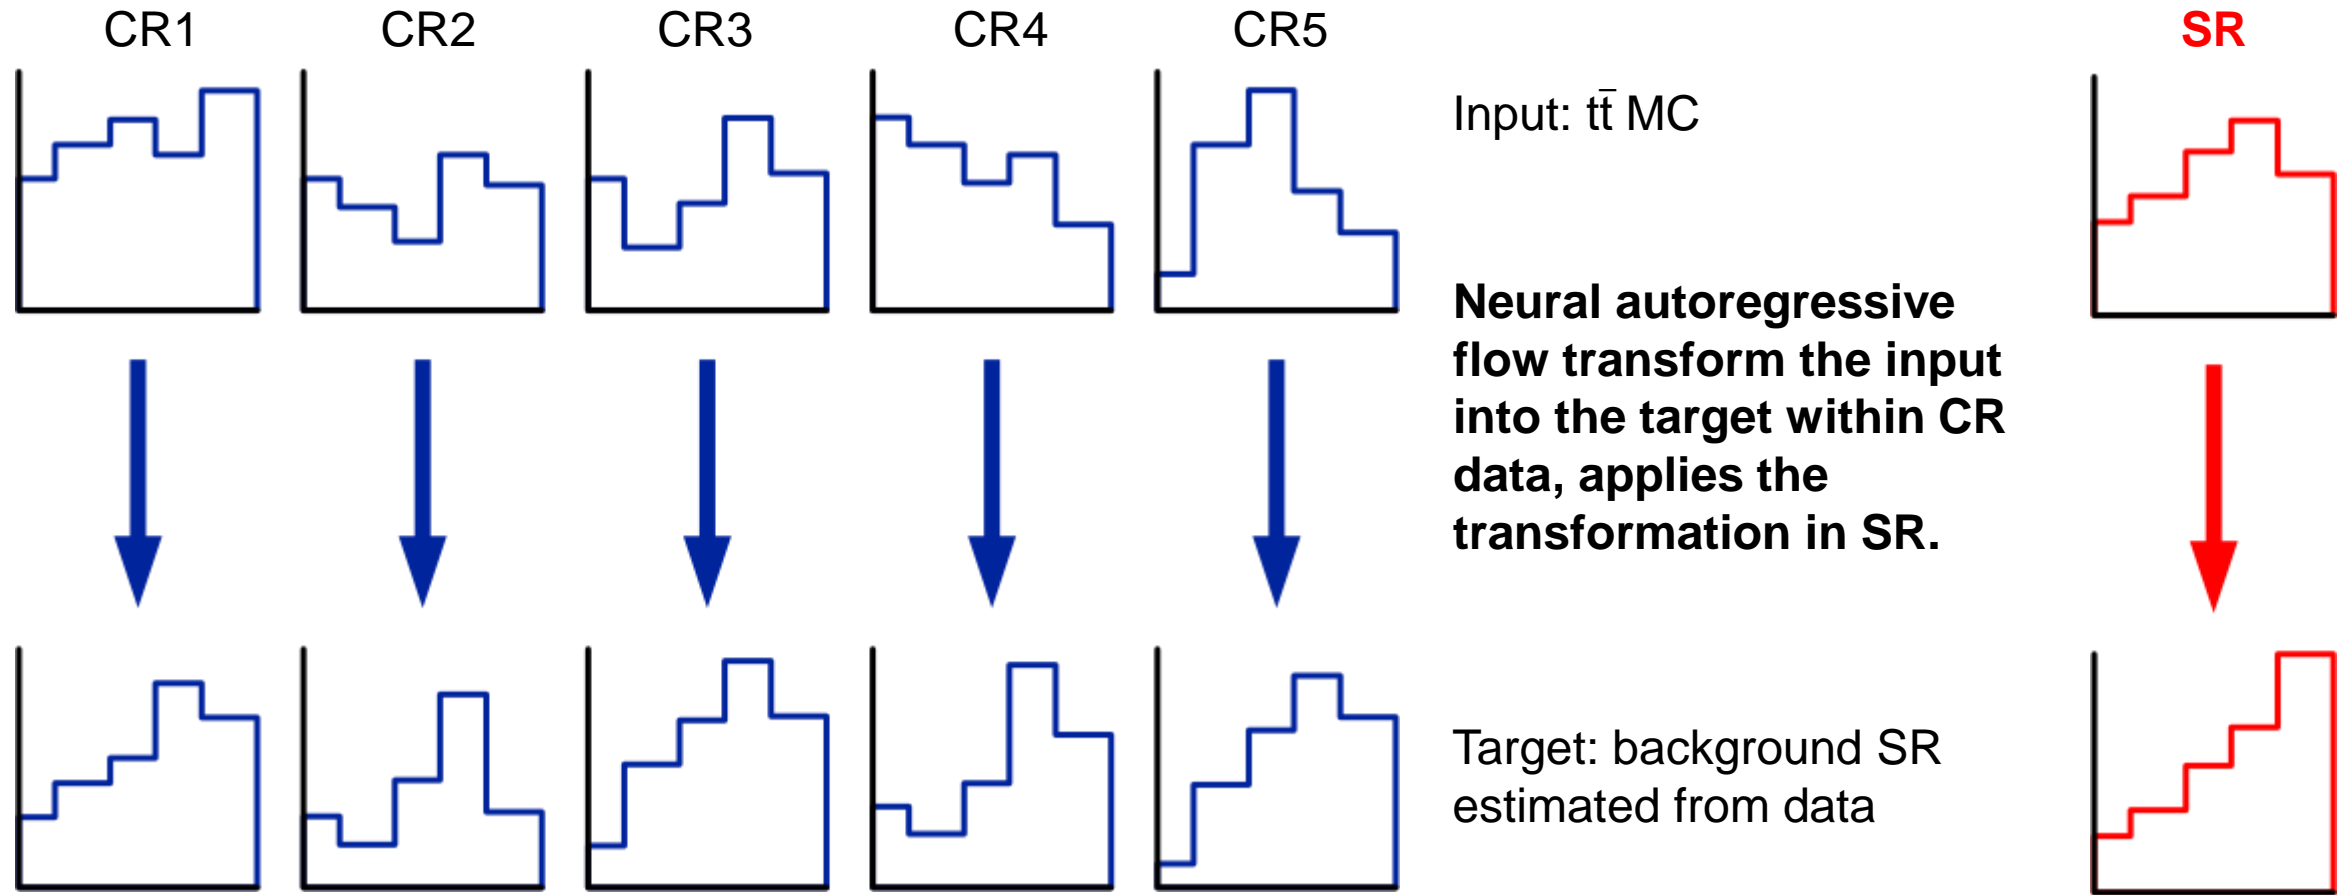 CR1 CR2 CR3 CR4 CR5 SR
Input: tt̄ MC
Neural autoregressive
flow transform the input
into the target within CR
data, applies the
transformation in SR.
Target: background SR
estimated from data